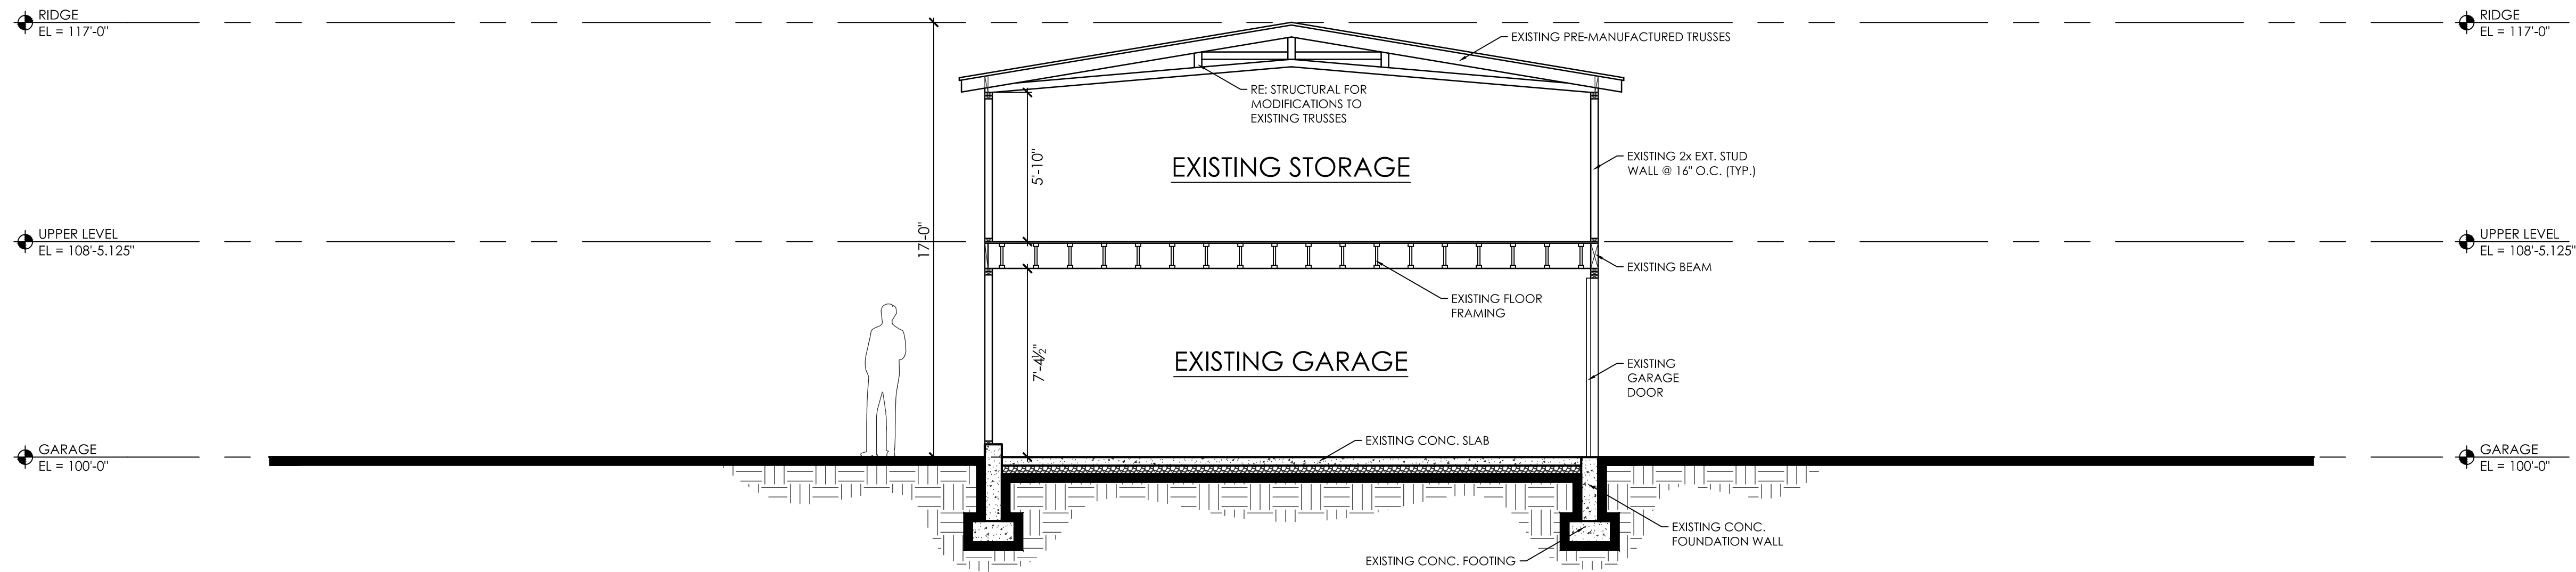 RIDGE
EL = 117'-0"
RIDGE
EL = 117'-0"
EXISTING PRE-MANUFACTURED TRUSSES
RE: STRUCTURAL FOR
MODIFICATIONS TO
EXISTING TRUSSES
5'-10"
EXISTING STORAGE
EXISTING 2x EXT. STUD
WALL @ 16" O.C. (TYP.)
17'-0"
UPPER LEVEL
EL = 108'-5.125"
UPPER LEVEL
EL = 108'-5.125"
EXISTING BEAM
EXISTING FLOOR
FRAMING
7'-4½"
EXISTING GARAGE
EXISTING
GARAGE
DOOR
EXISTING CONC. SLAB
GARAGE
EL = 100'-0"
GARAGE
EL = 100'-0"
EXISTING CONC.
FOUNDATION WALL
EXISTING CONC. FOOTING